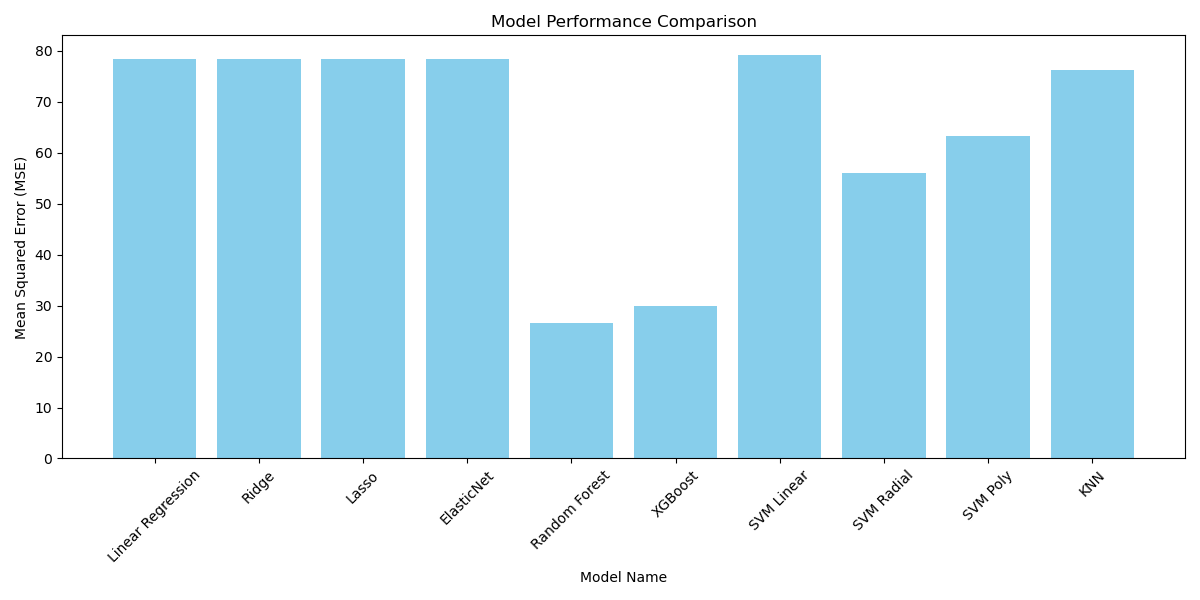 Model Performance Comparison
Mean Squared Error (MSE)
80
70
60
50
40
30
20
10
0
Linear Regression
Ridge
Lasso
ElasticNet
Random Forest
XGBoost
SVM Linear
SVM Radial
SVM Poly
KNN
Model Name